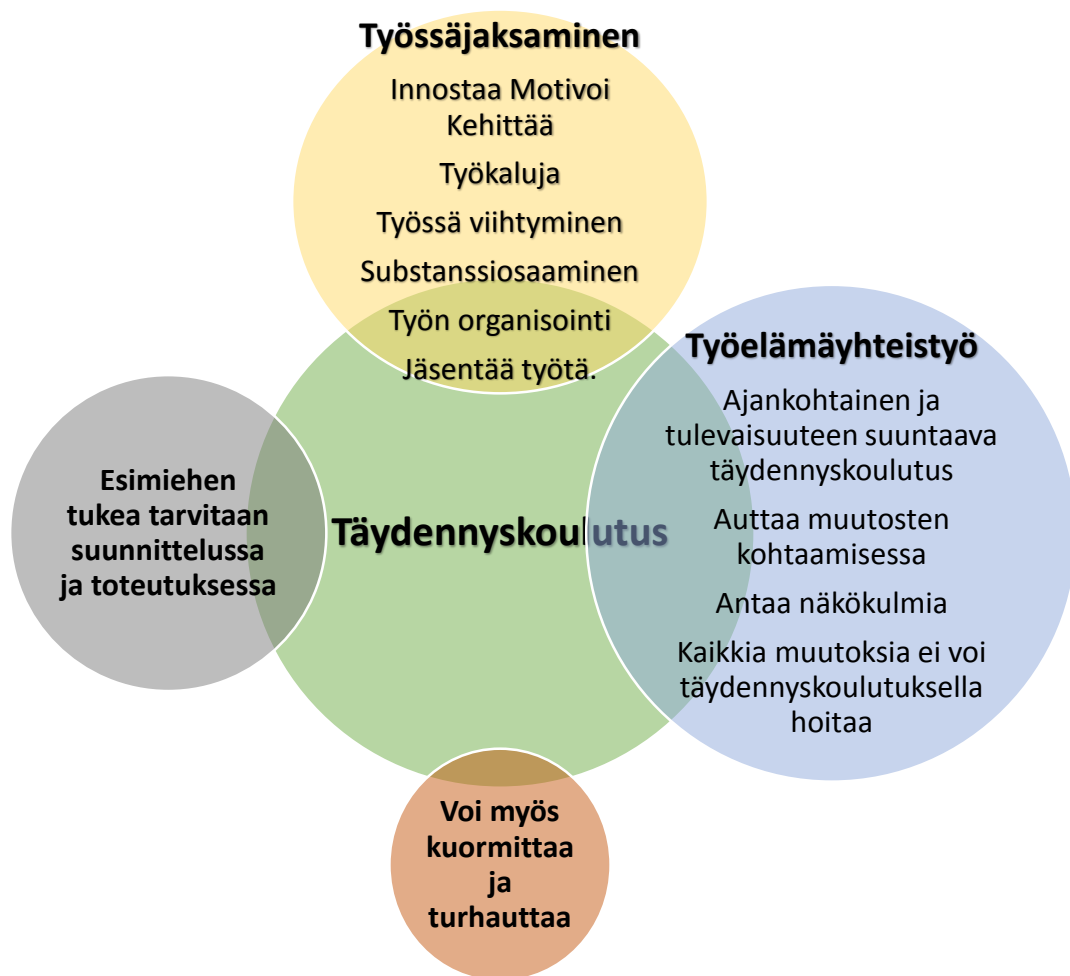 Työssäjaksaminen
Innostaa Motivoi
Kehittää
Työkaluja
Työssä viihtyminen
Substanssiosaaminen
Työn organisointi
Jäsentää työtä.
Työelämäyhteistyö
Ajankohtainen ja
tulevaisuuteen suuntaava
täydennyskoulutus
Auttaa muutosten
kohtaamisessa
Antaa näkökulmia
Kaikkia muutoksia ei voi
täydennyskoulutuksella
hoitaa
Esimiehen
tukea tarvitaan
suunnittelussa
ja toteutuksessa
Täydennyskoulutus
Voi myös
kuormittaa
ja
turhauttaa